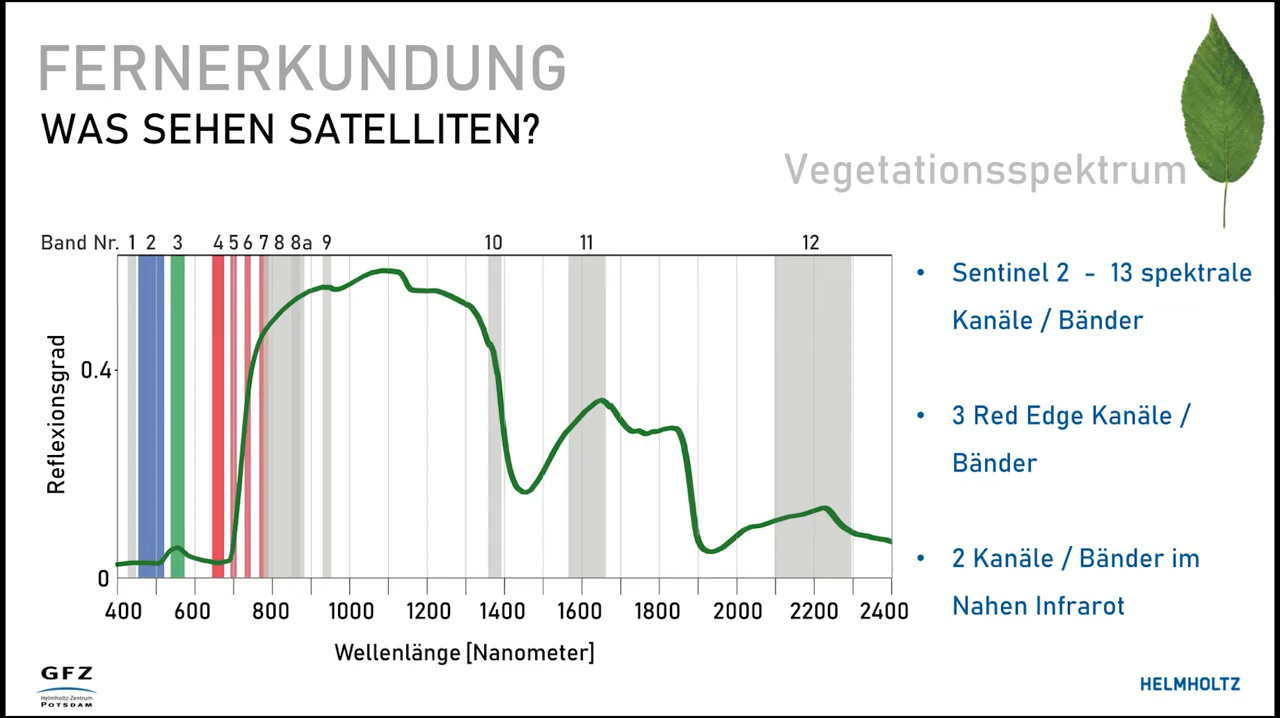 FERNERKUNDUNG
WAS SEHEN SATELLITEN?
Vegetationsspektrum
Band Nr. 1 2 3 4 5 6 7 8 8a 9 10 11 12
Reflexionsgrad
0.4
0
400 600 800 1000 1200 1400 1600 1800 2000 2200 2400
Wellenlänge [Nanometer]
• Sentinel 2 - 13 spektrale
Kanäle / Bänder
• 3 Red Edge Kanäle /
Bänder
• 2 Kanäle / Bänder im
Nahen Infrarot
GFZ
Helmholtz-Zentrum
POTSDAM
HELMHOLTZ